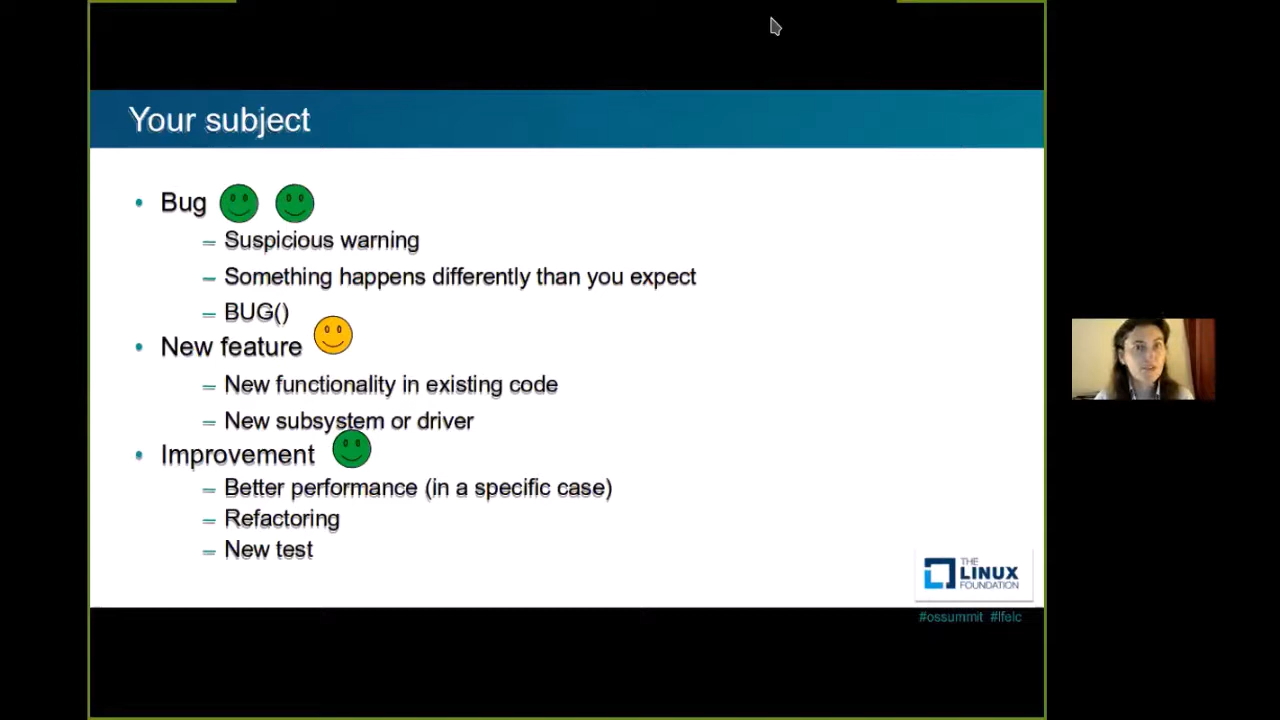 Your subject
• Bug
– Suspicious warning
– Something happens differently than you expect
– BUG()
• New feature
– New functionality in existing code
– New subsystem or driver
• Improvement
– Better performance (in a specific case)
– Refactoring
– New test
THE
LINUX
FOUNDATION
#ossummit #lfelc